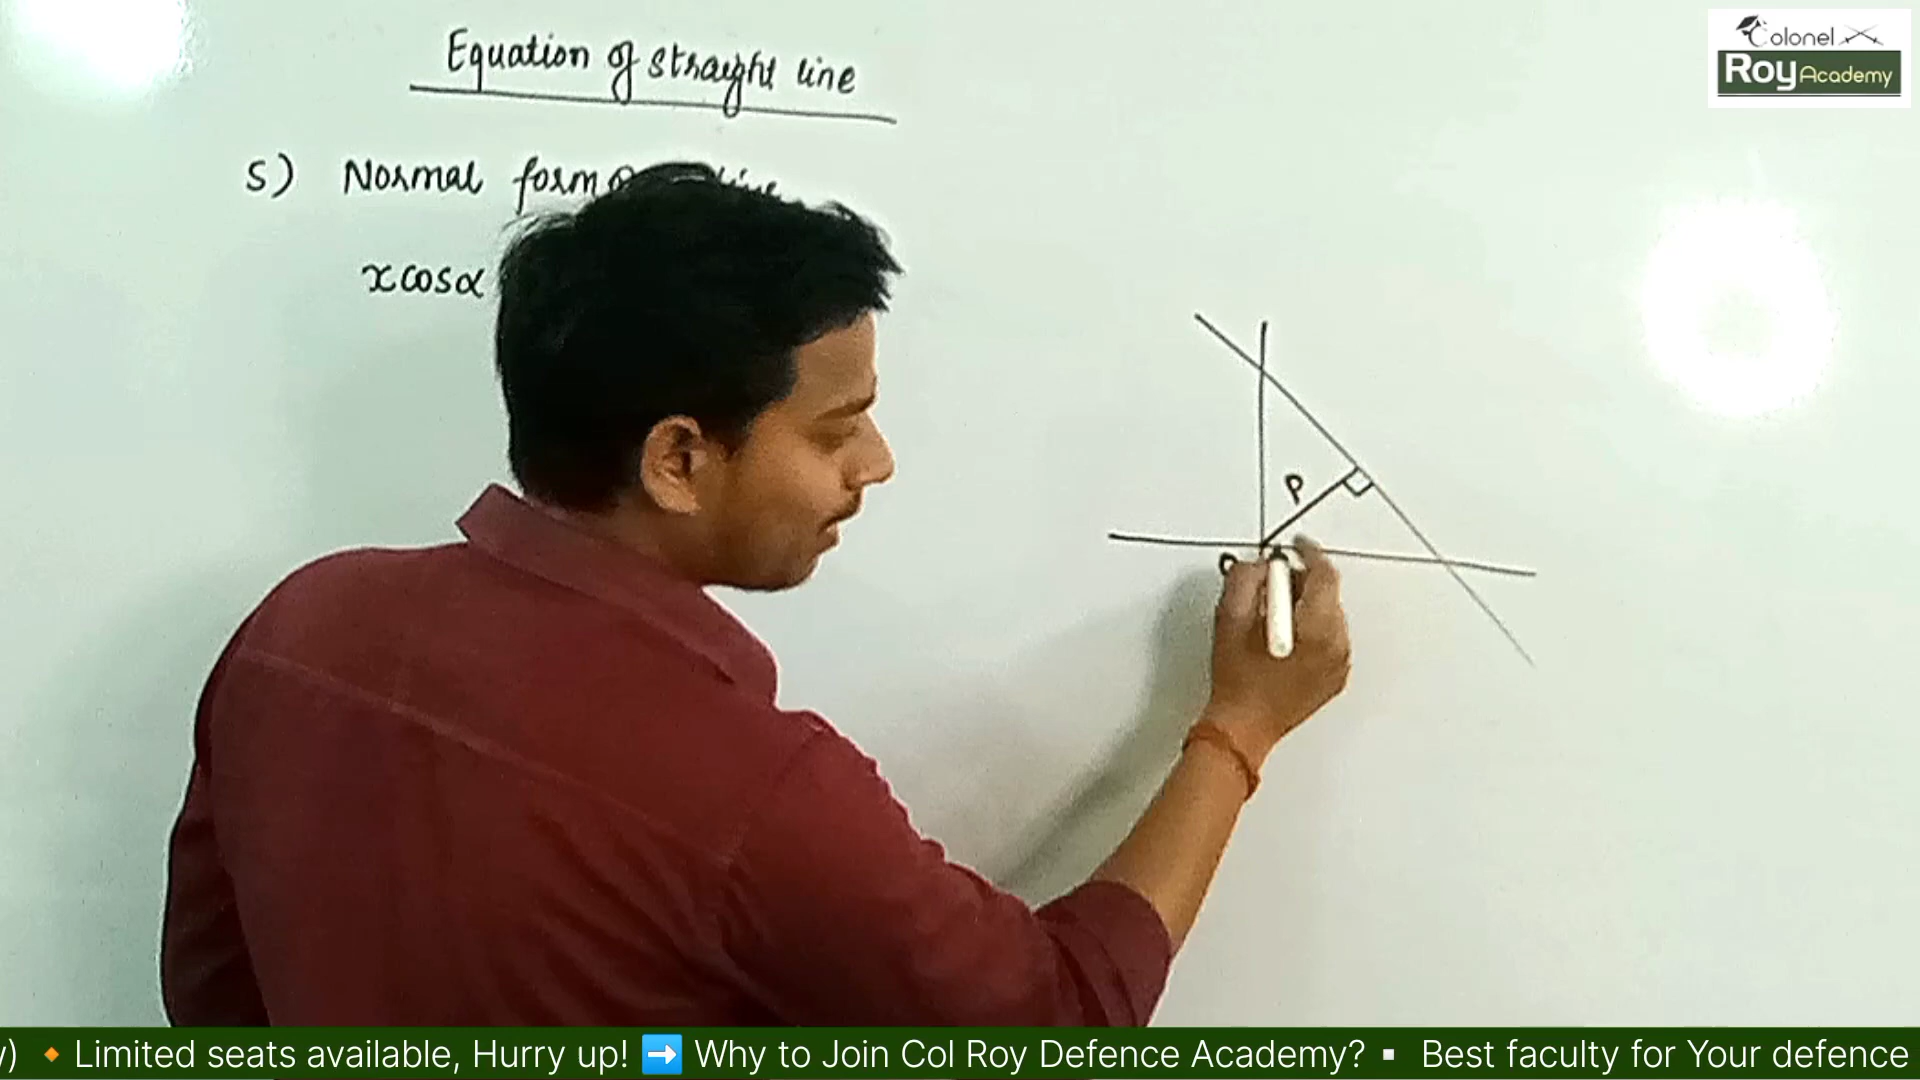 Equation of straight line
5) Normal form
x cosα
P
Colonel
Roy Academy
) 🔸Limited seats available, Hurry up! ➡️ Why to Join Col Roy Defence Academy? ▪️ Best faculty for Your defence